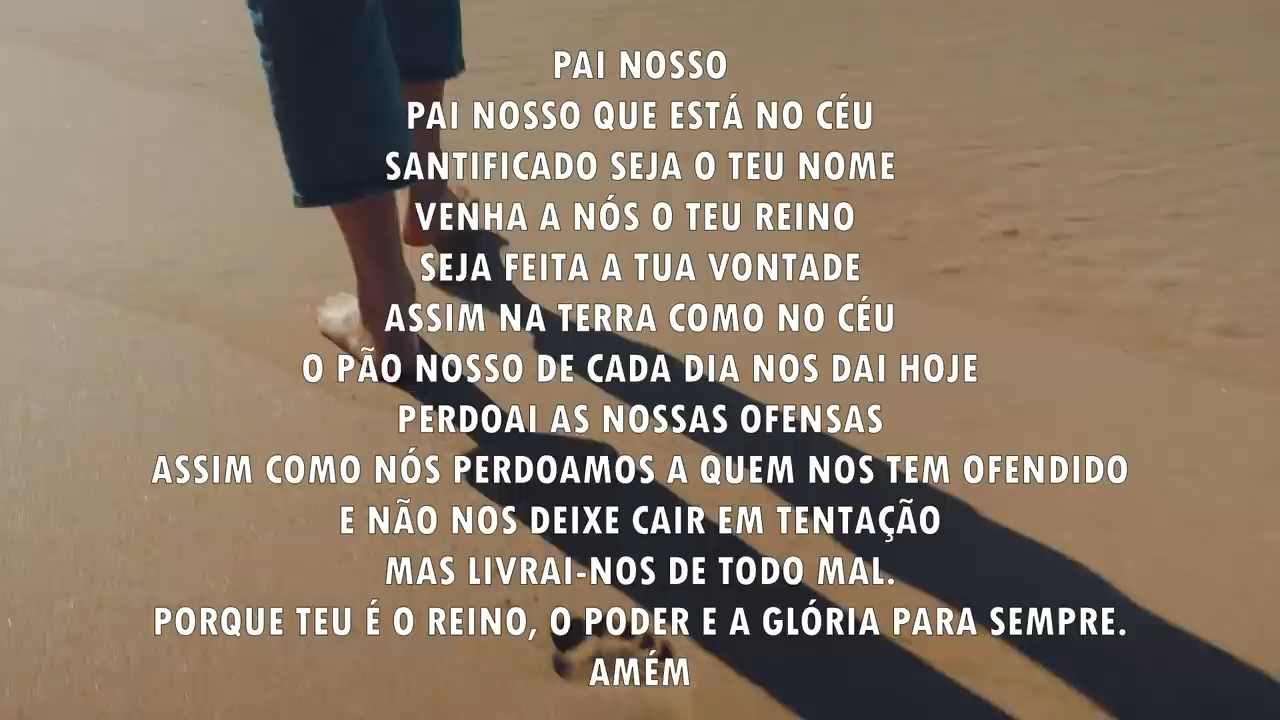 PAI NOSSO
PAI NOSSO QUE ESTÁ NO CÉU
SANTIFICADO SEJA O TEU NOME
VENHA A NÓS O TEU REINO
SEJA FEITA A TUA VONTADE
ASSIM NA TERRA COMO NO CÉU
O PÃO NOSSO DE CADA DIA NOS DAI HOJE
PERDOAI AS NOSSAS OFENSAS
ASSIM COMO NÓS PERDOAMOS A QUEM NOS TEM OFENDIDO
E NÃO NOS DEIXE CAIR EM TENTAÇÃO
MAS LIVRAI-NOS DE TODO MAL.
PORQUE TEU É O REINO, O PODER E A GLÓRIA PARA SEMPRE.
AMÉM